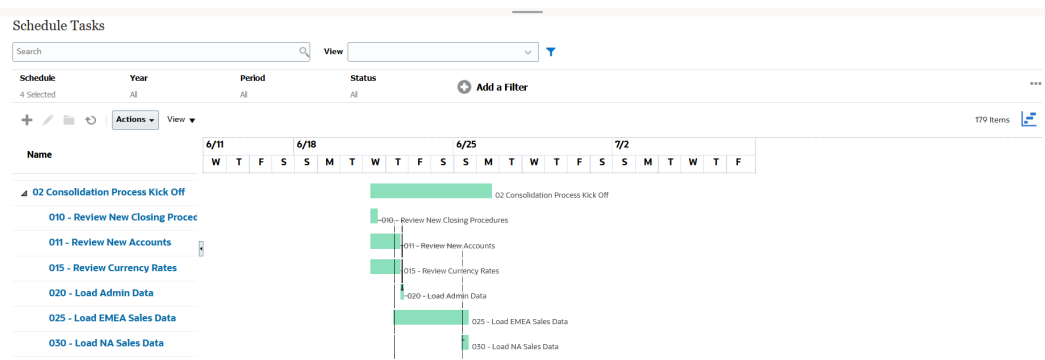 Schedule Tasks
Search View
Schedule Year Period Status
4 Selected All All All
Add a Filter
Actions View 179 Items
Name
6/11 6/18 6/25 7/2
W T F S S M T W T F S S M T W T F S S M T W T F
02 Consolidation Process Kick Off 02 Consolidation Process Kick Off
010 - Review New Closing Proced 010 - Review New Closing Procedures
011 - Review New Accounts 011 - Review New Accounts
015 - Review Currency Rates 015 - Review Currency Rates
020 - Load Admin Data 020 - Load Admin Data
025 - Load EMEA Sales Data 025 - Load EMEA Sales Data
030 - Load NA Sales Data 030 - Load NA Sales Data